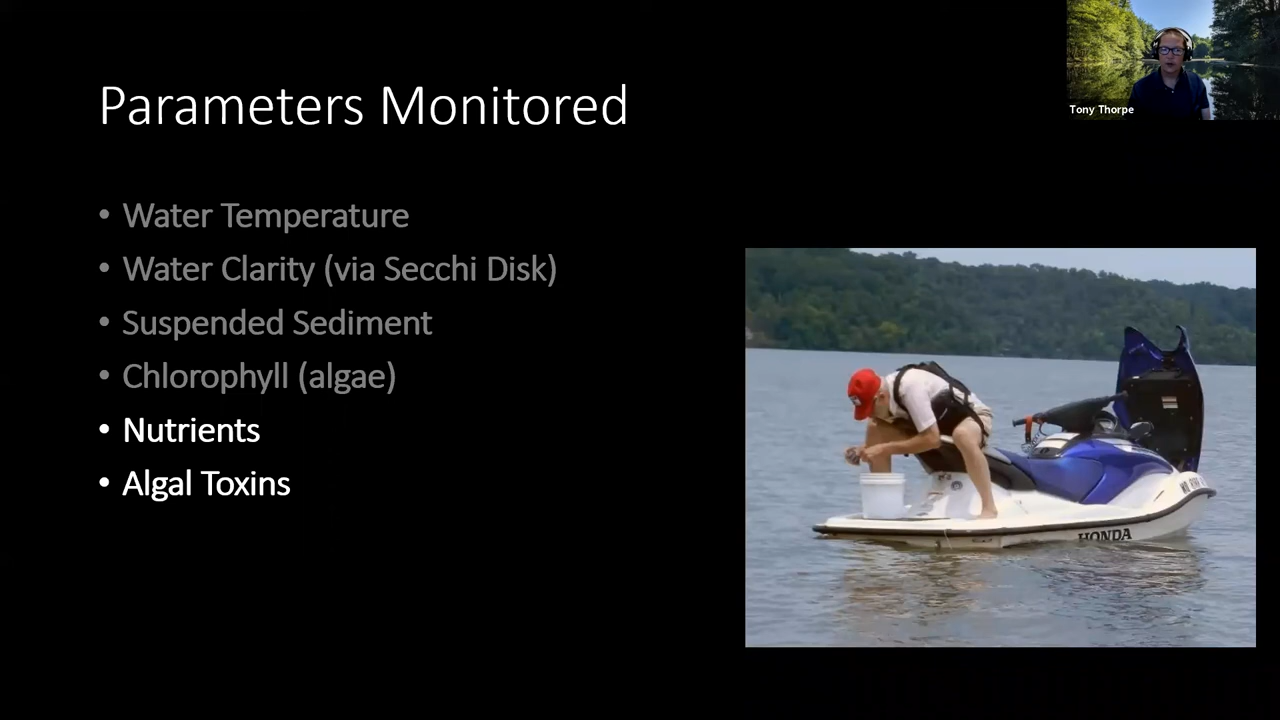 Parameters Monitored
Tony Thorpe
• Water Temperature
• Water Clarity (via Secchi Disk)
• Suspended Sediment
• Chlorophyll (algae)
• Nutrients
• Algal Toxins
HONDA